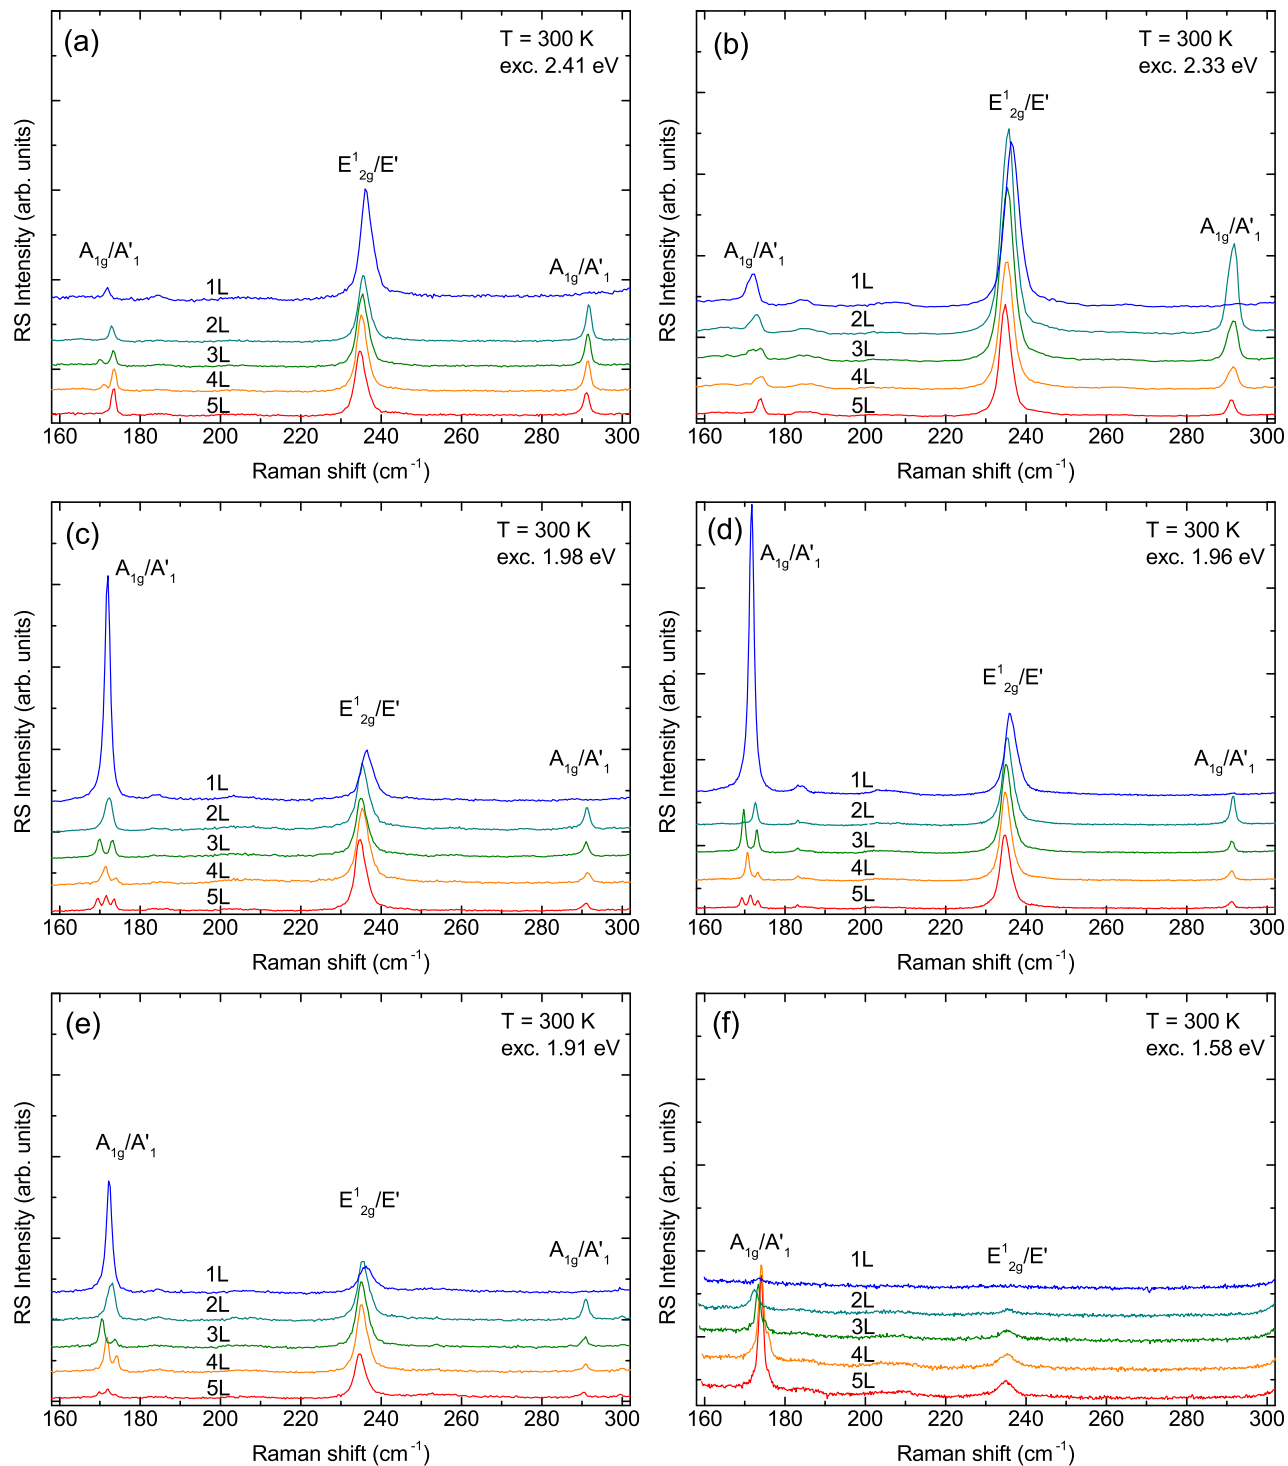 (a)
T = 300 K
exc. 2.41 eV
E¹₂g/E'
A₁g/A'₁
A₁g/A'₁
1L
2L
3L
4L
5L
RS Intensity (arb. units)
160 180 200 220 240 260 280 300
Raman shift (cm⁻¹)
(b)
T = 300 K
exc. 2.33 eV
E¹₂g/E'
A₁g/A'₁
A₁g/A'₁
1L
2L
3L
4L
5L
RS Intensity (arb. units)
160 180 200 220 240 260 280 300
Raman shift (cm⁻¹)
(c)
T = 300 K
exc. 1.98 eV
A₁g/A'₁
E¹₂g/E'
A₁g/A'₁
1L
2L
3L
4L
5L
RS Intensity (arb. units)
160 180 200 220 240 260 280 300
Raman shift (cm⁻¹)
(d)
T = 300 K
exc. 1.96 eV
A₁g/A'₁
E¹₂g/E'
A₁g/A'₁
1L
2L
3L
4L
5L
RS Intensity (arb. units)
160 180 200 220 240 260 280 300
Raman shift (cm⁻¹)
(e)
T = 300 K
exc. 1.91 eV
A₁g/A'₁
E¹₂g/E'
A₁g/A'₁
1L
2L
3L
4L
5L
RS Intensity (arb. units)
160 180 200 220 240 260 280 300
Raman shift (cm⁻¹)
(f)
T = 300 K
exc. 1.58 eV
A₁g/A'₁
E¹₂g/E'
1L
2L
3L
4L
5L
RS Intensity (arb. units)
160 180 200 220 240 260 280 300
Raman shift (cm⁻¹)